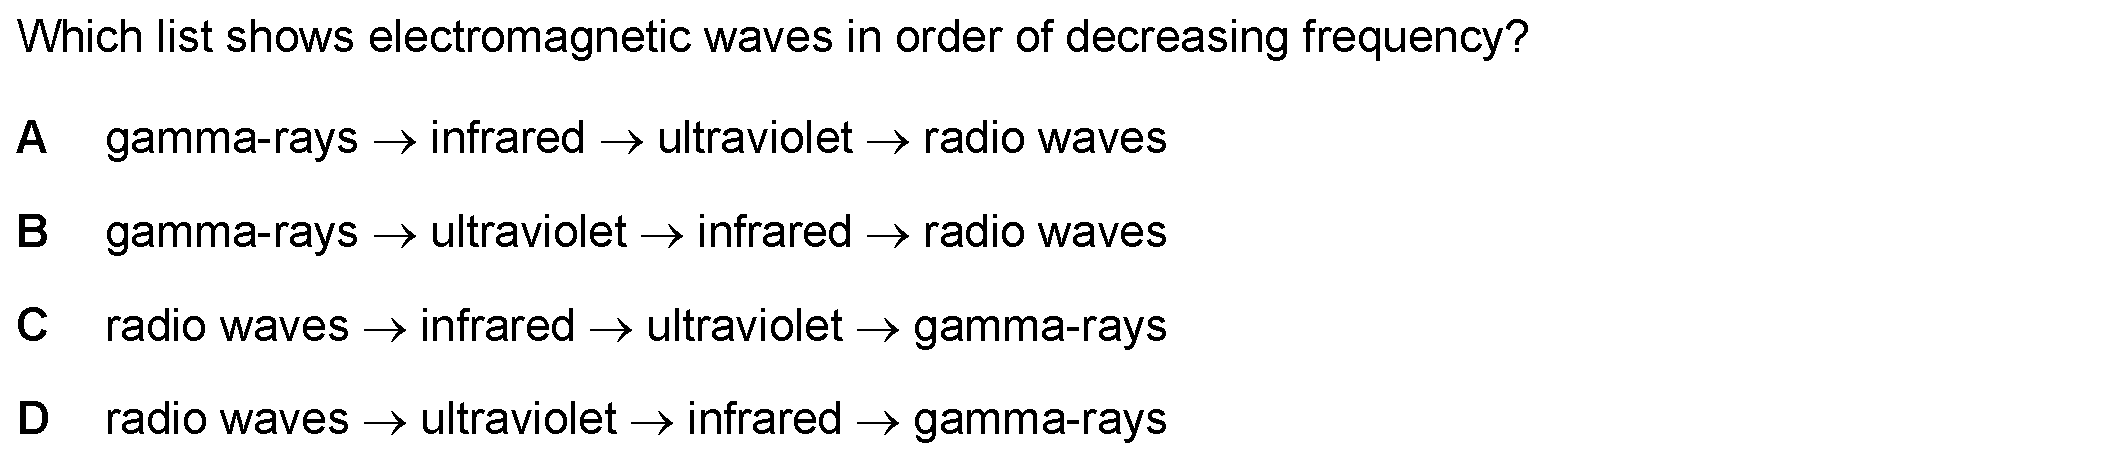 Which list shows electromagnetic waves in order of decreasing frequency?
A gamma-rays → infrared → ultraviolet → radio waves
B gamma-rays → ultraviolet → infrared → radio waves
C radio waves → infrared → ultraviolet → gamma-rays
D radio waves → ultraviolet → infrared → gamma-rays